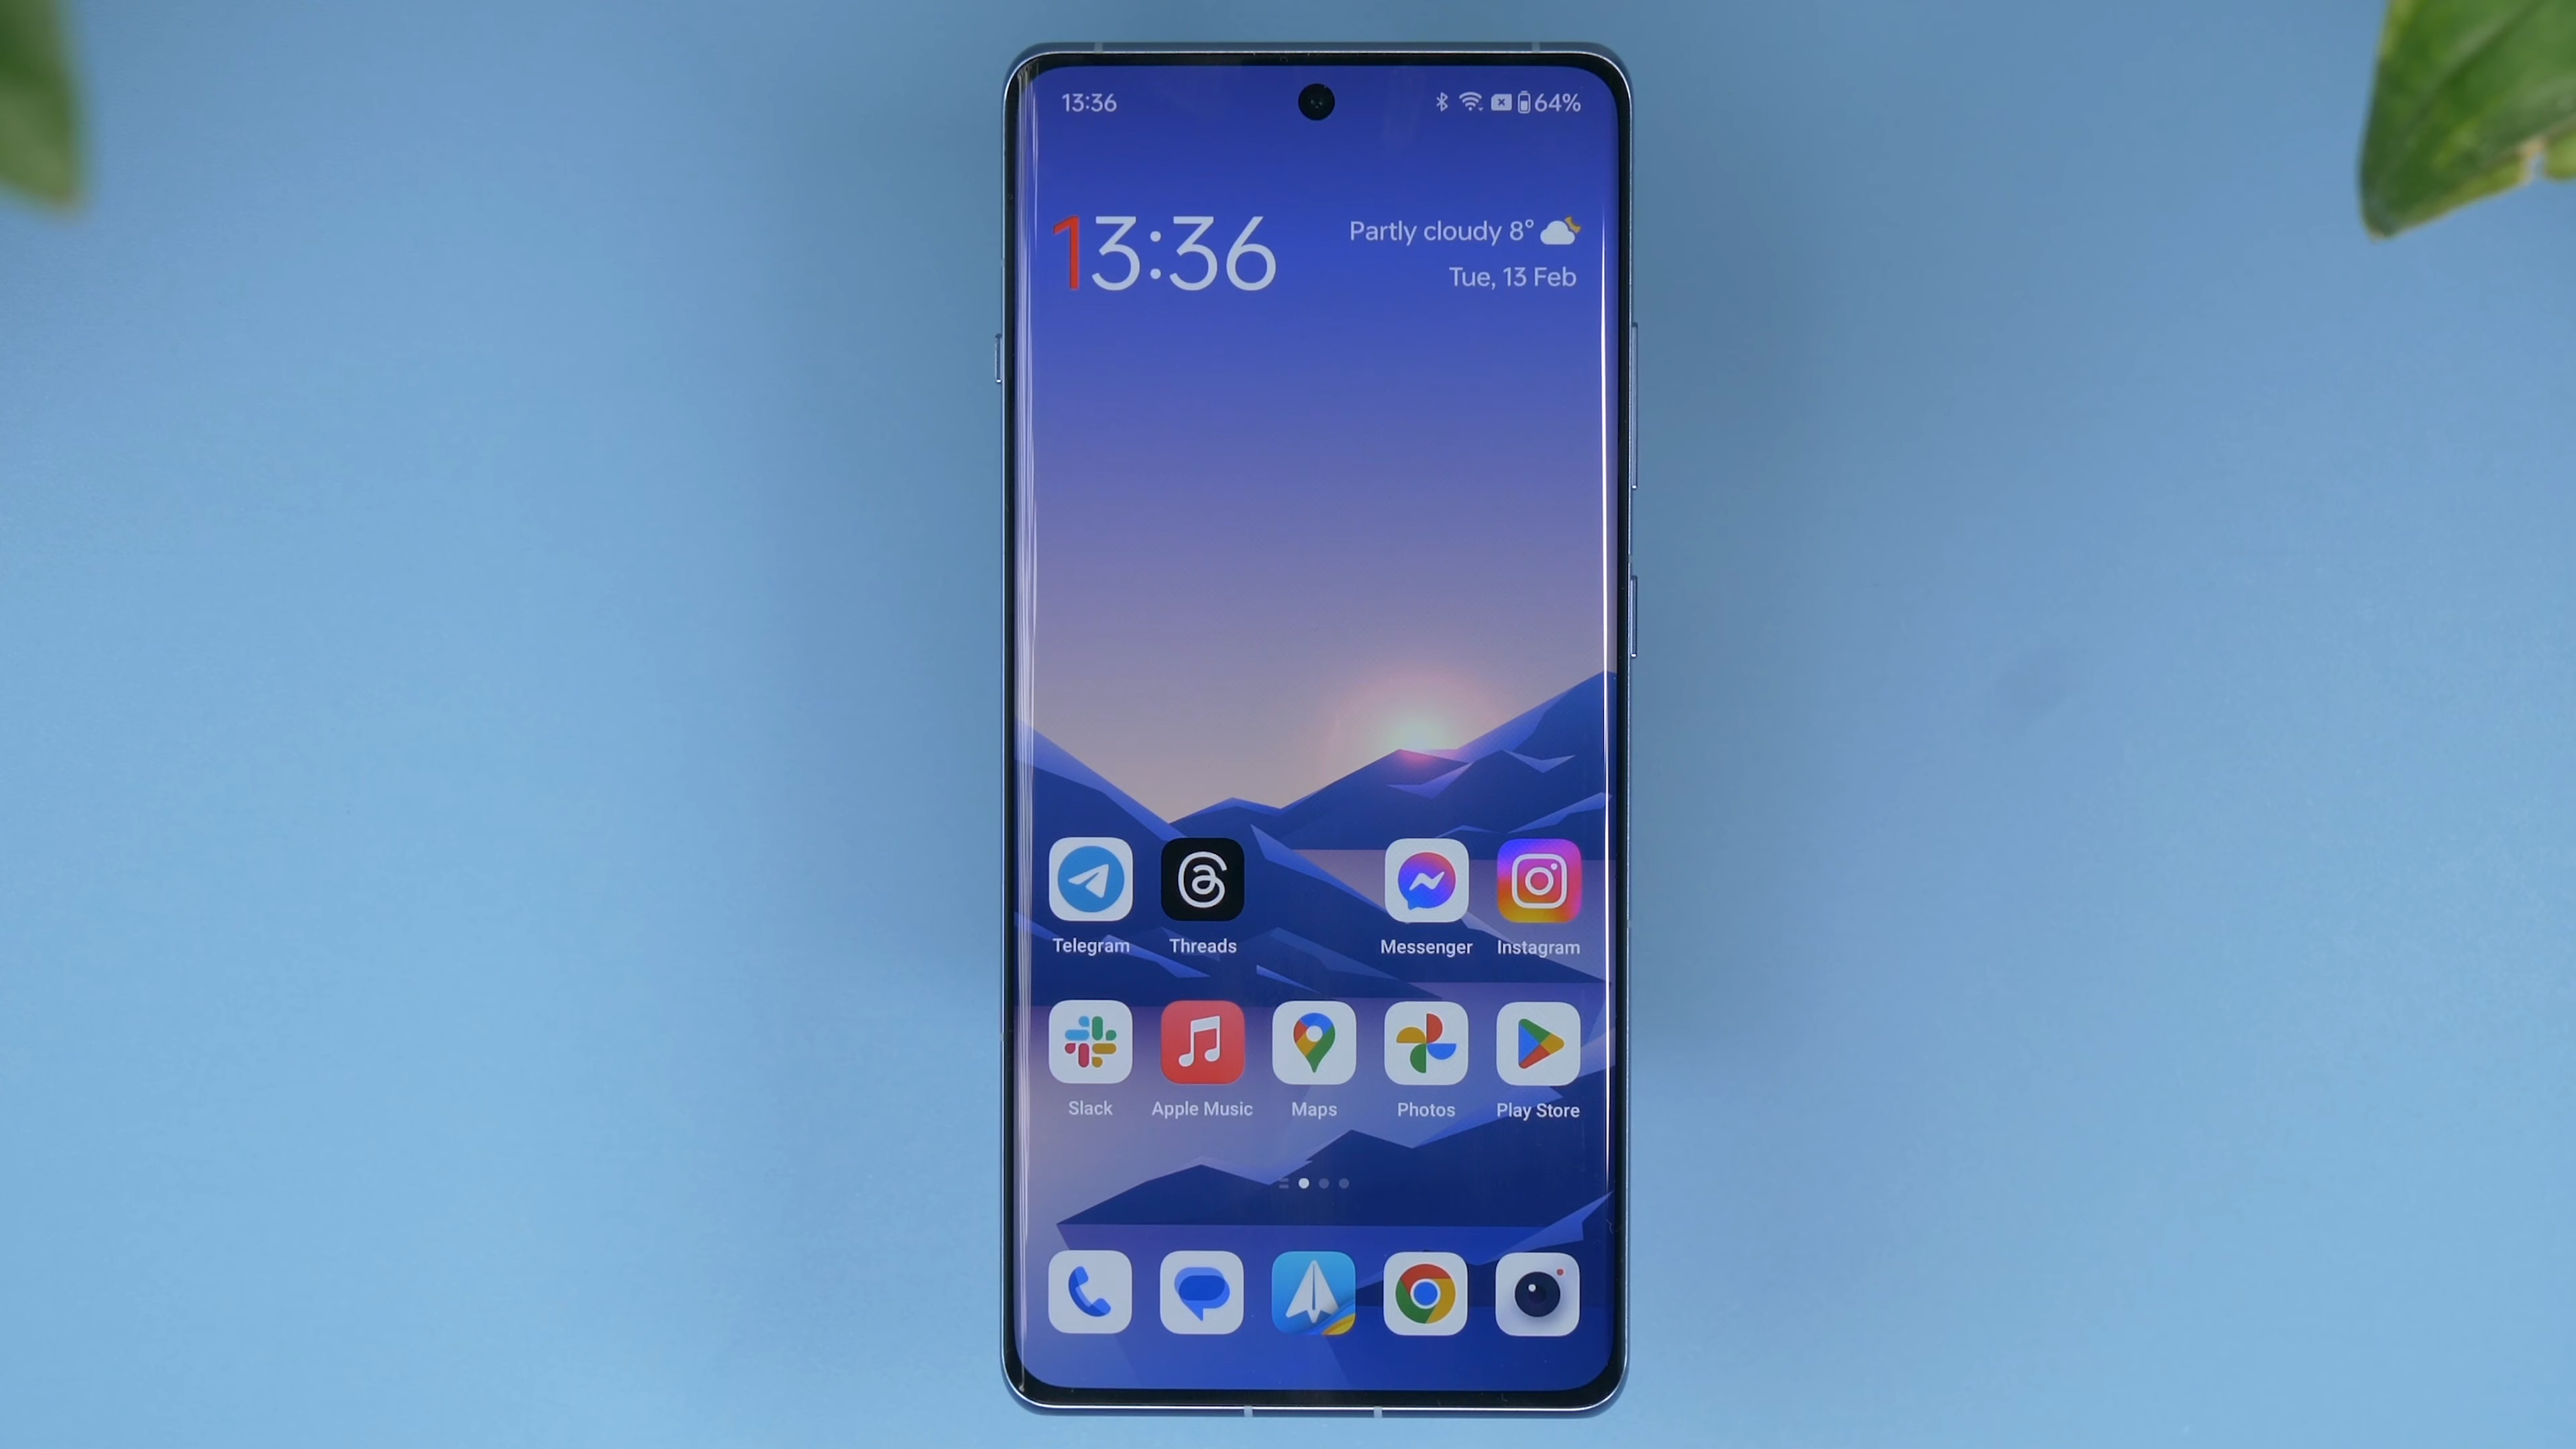 13:36
64%
13:36
Partly cloudy 8°
Tue, 13 Feb
Telegram
Threads
Messenger
Instagram
Slack
Apple Music
Maps
Photos
Play Store